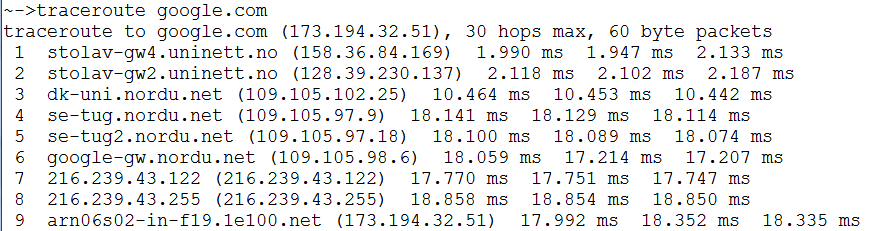 ~-->traceroute google.com
traceroute to google.com (173.194.32.51), 30 hops max, 60 byte packets
 1  stolav-gw4.uninett.no (158.36.84.169)  1.990 ms  1.947 ms  2.133 ms
 2  stolav-gw2.uninett.no (128.39.230.137)  2.118 ms  2.102 ms  2.187 ms
 3  dk-uni.nordu.net (109.105.102.25)  10.464 ms  10.453 ms  10.442 ms
 4  se-tug.nordu.net (109.105.97.9)  18.141 ms  18.129 ms  18.114 ms
 5  se-tug2.nordu.net (109.105.97.18)  18.100 ms  18.089 ms  18.074 ms
 6  google-gw.nordu.net (109.105.98.6)  18.059 ms  17.214 ms  17.207 ms
 7  216.239.43.122 (216.239.43.122)  17.770 ms  17.751 ms  17.747 ms
 8  216.239.43.255 (216.239.43.255)  18.858 ms  18.854 ms  18.850 ms
 9  arn06s02-in-f19.1e100.net (173.194.32.51)  17.992 ms  18.352 ms  18.335 ms